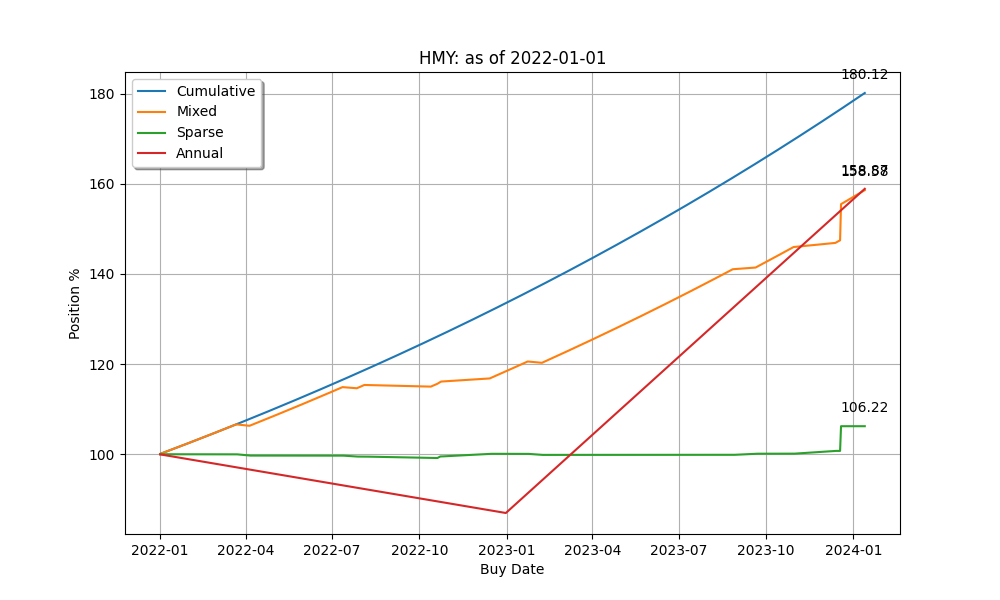 HMY: as of 2022-01-01
180.12
180
Cumulative
Mixed
Sparse
Annual
160
140
120
106.22
100
Position %
2022-01 2022-04 2022-07 2022-10 2023-01 2023-04 2023-07 2023-10 2024-01
Buy Date